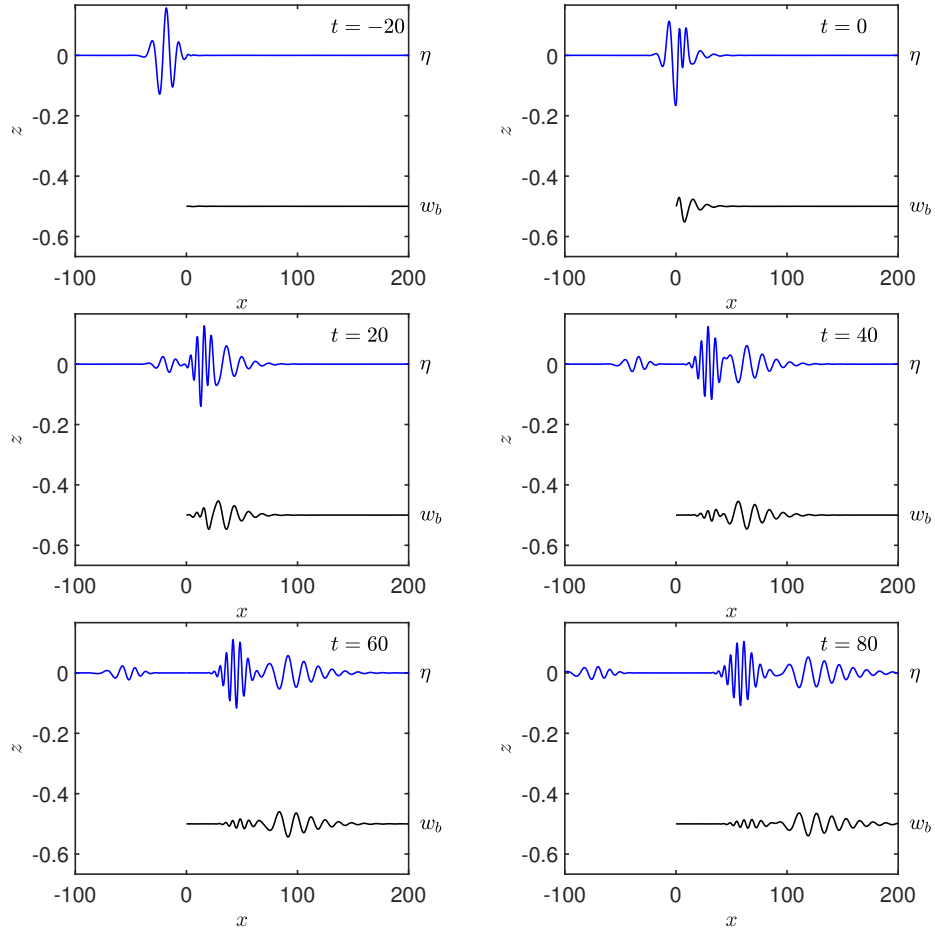 t = −20
0
η
-0.2
z
-0.4
w_b
-0.6
-100 0 100 200
x
t = 0
0
η
-0.2
z
-0.4
w_b
-0.6
-100 0 100 200
x
t = 20
0
η
-0.2
z
-0.4
w_b
-0.6
-100 0 100 200
x
t = 40
0
η
-0.2
z
-0.4
w_b
-0.6
-100 0 100 200
x
t = 60
0
η
-0.2
z
-0.4
w_b
-0.6
-100 0 100 200
x
t = 80
0
η
-0.2
z
-0.4
w_b
-0.6
-100 0 100 200
x